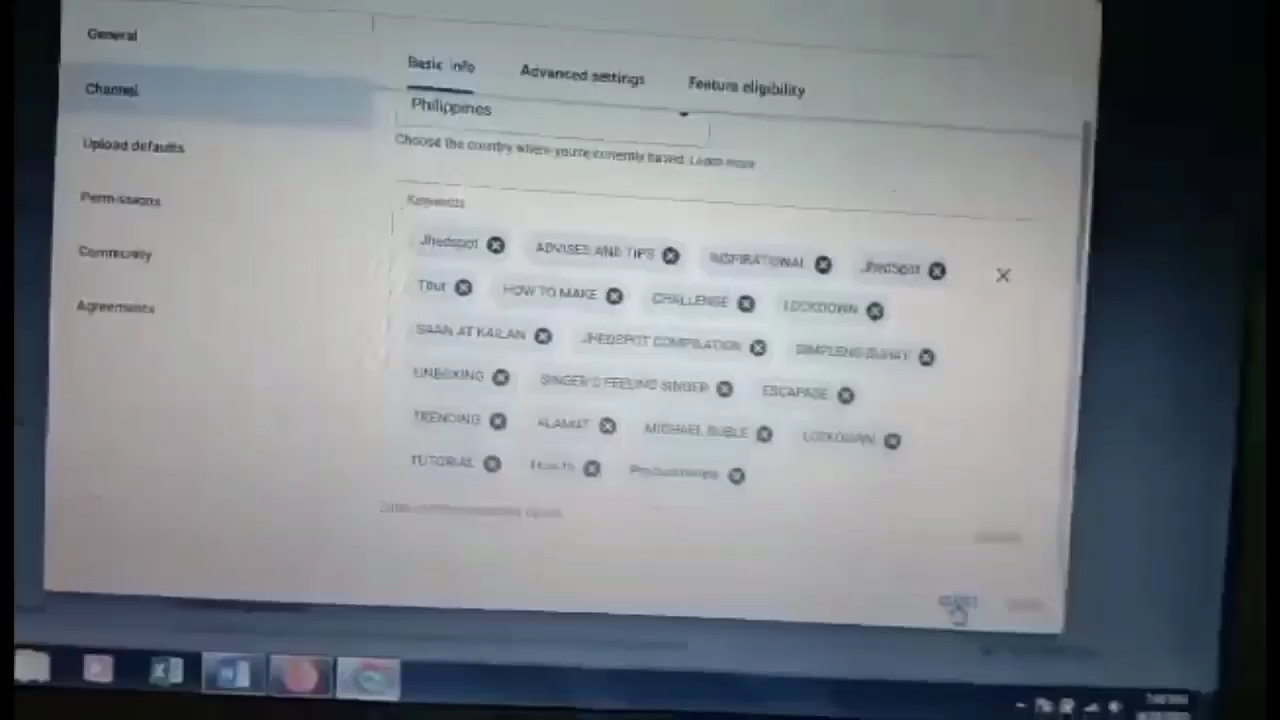 General
Channel
Upload defaults
Permissions
Community
Agreements
Basic info Advanced settings Feature eligibility
Philippines
Choose the country where you're currently based. Learn more
Keywords
Jhedspot ADVISES AND TIPS INSPIRATIONAL JhedSpot
Tour HOW TO MAKE CHALLENGE LOCKDOWN
SAAN AT KAILAN JHEDSPOT COMPILATION SIMPLENG BUHAY
UNBOXING SINGER'S FEELING SINGER ESCAPADE
TRENDING ALAMAT MICHAEL BUBLE LOCKDOWN
TUTORIAL How to